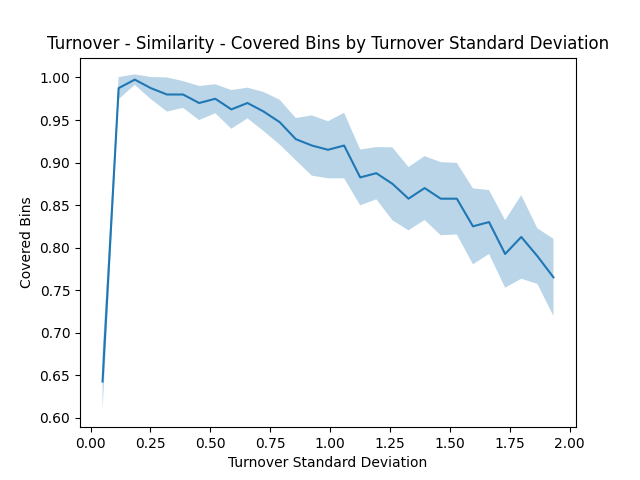 Turnover - Similarity - Covered Bins by Turnover Standard Deviation
1.00
0.95
0.90
0.85
0.80
0.75
0.70
0.65
0.60
Covered Bins
0.00 0.25 0.50 0.75 1.00 1.25 1.50 1.75 2.00
Turnover Standard Deviation